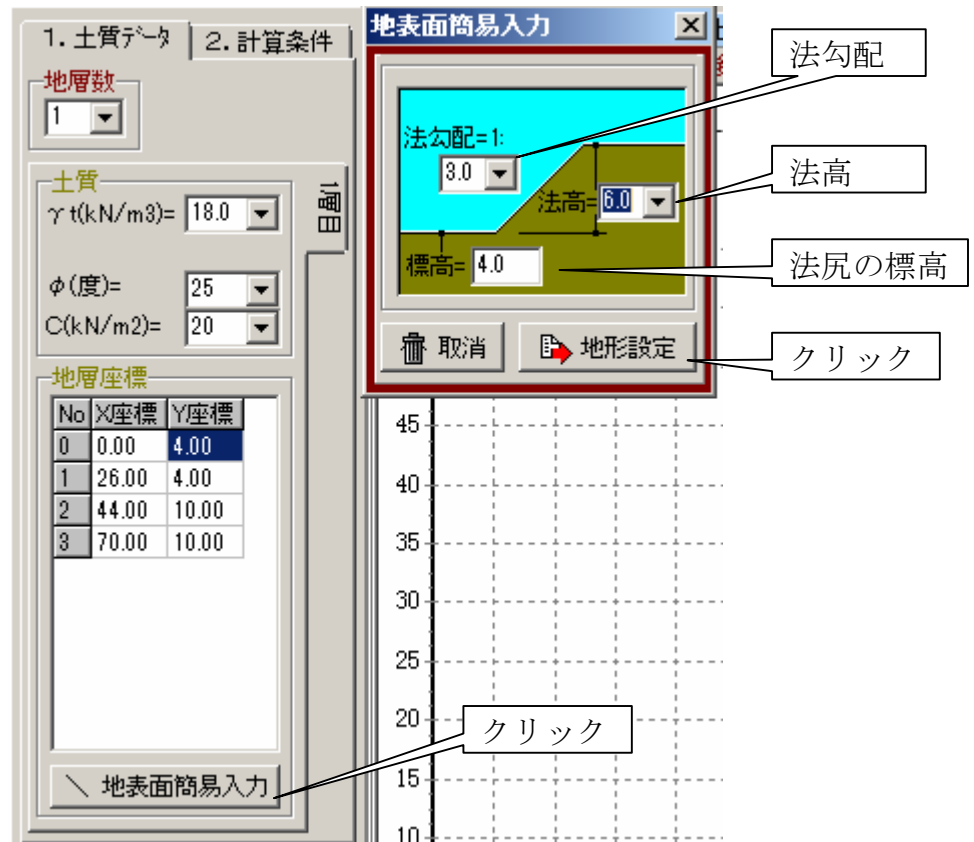 1.土質ﾃﾞｰﾀ
2.計算条件
地層数
1
土質
γt(kN/m3)= 18.0
φ(度)= 25
C(kN/m2)= 20
1層目
地層座標
No X座標 Y座標
0 0.00 4.00
1 26.00 4.00
2 44.00 10.00
3 70.00 10.00
＼ 地表面簡易入力
クリック
地表面簡易入力
法勾配=1:
3.0
法高= 6.0
標高= 4.0
取消
地形設定
法勾配
法高
法尻の標高
クリック
45
40
35
30
25
20
15
10